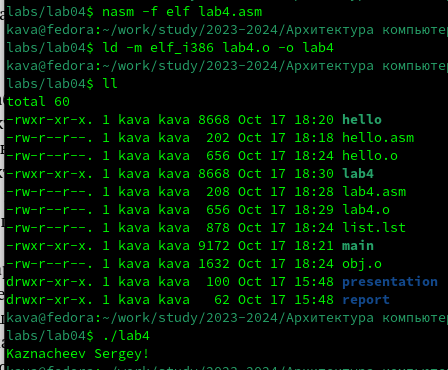 labs/lab04$ nasm -f elf lab4.asm
kava@fedora:~/work/study/2023-2024/Архитектура компьютер
labs/lab04$ ld -m elf_i386 lab4.o -o lab4
kava@fedora:~/work/study/2023-2024/Архитектура компьютер
labs/lab04$ ll
total 60
-rwxr-xr-x. 1 kava kava 8668 Oct 17 18:20 hello
-rw-r--r--. 1 kava kava  202 Oct 17 18:18 hello.asm
-rw-r--r--. 1 kava kava  656 Oct 17 18:24 hello.o
-rwxr-xr-x. 1 kava kava 8668 Oct 17 18:30 lab4
-rw-r--r--. 1 kava kava  208 Oct 17 18:28 lab4.asm
-rw-r--r--. 1 kava kava  656 Oct 17 18:29 lab4.o
-rw-r--r--. 1 kava kava  878 Oct 17 18:24 list.lst
-rwxr-xr-x. 1 kava kava 9172 Oct 17 18:21 main
-rw-r--r--. 1 kava kava 1632 Oct 17 18:24 obj.o
drwxr-xr-x. 1 kava kava  100 Oct 17 15:48 presentation
drwxr-xr-x. 1 kava kava   62 Oct 17 15:48 report
kava@fedora:~/work/study/2023-2024/Архитектура компьютер
labs/lab04$ ./lab4
Kaznacheev Sergey!